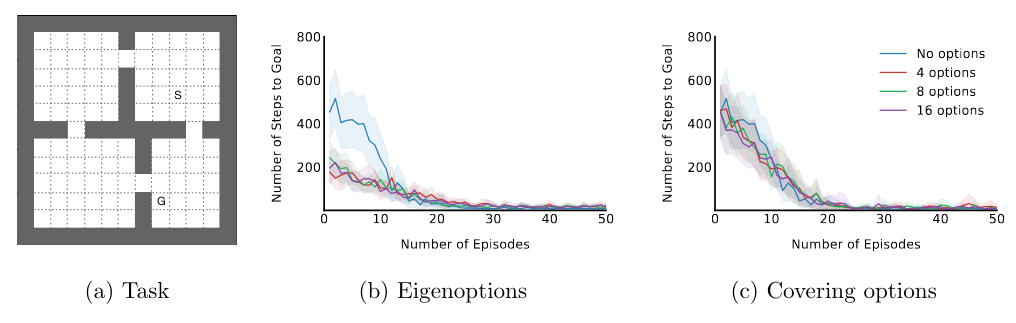 S
G
800
600
400
200
0
10
20
30
40
50
Number of Steps to Goal
Number of Episodes
800
600
400
200
0
10
20
30
40
50
Number of Steps to Goal
Number of Episodes
No options
4 options
8 options
16 options
(a) Task
(b) Eigenoptions
(c) Covering options